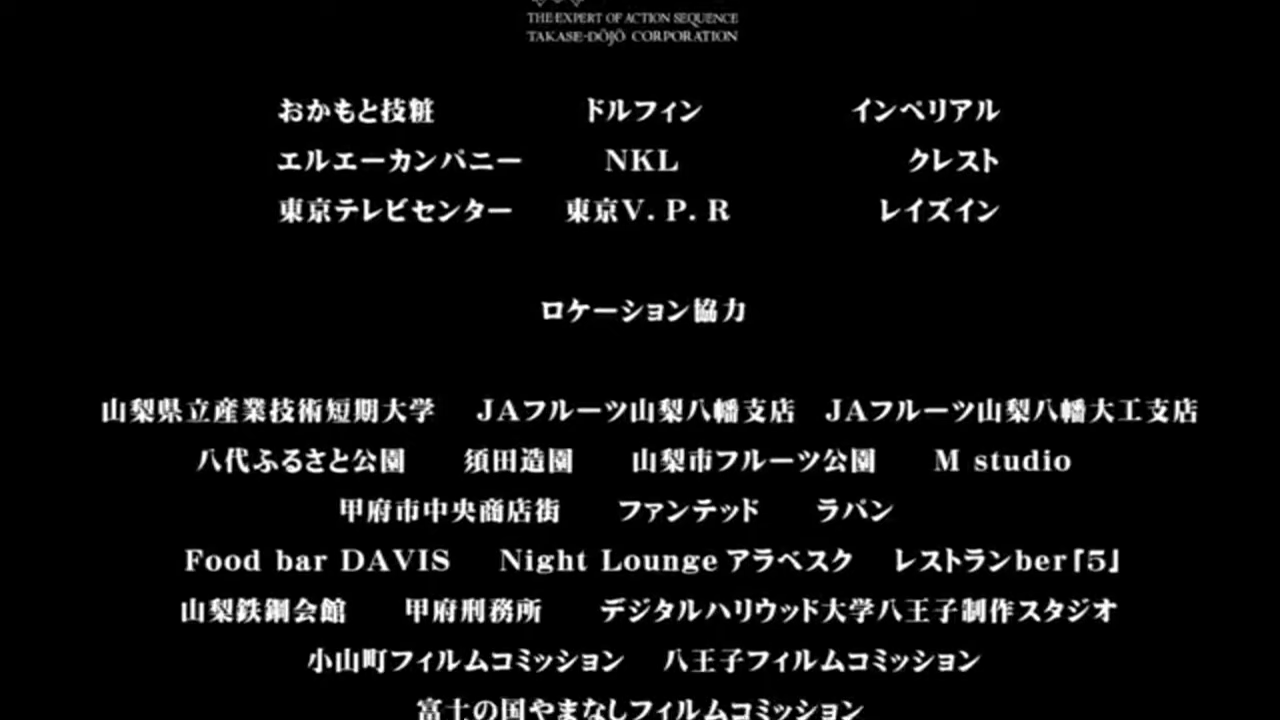 THE EXPERT OF ACTION SEQUENCE
TAKASE-DŌJŌ CORPORATION
おかもと技粧 ドルフィン インペリアル
エルエーカンパニー NKL クレスト
東京テレビセンター 東京V.P.R レイズイン
ロケーション協力
山梨県立産業技術短期大学 JAフルーツ山梨八幡支店 JAフルーツ山梨八幡大工支店
八代ふるさと公園 須田造園 山梨市フルーツ公園 M studio
甲府市中央商店街 ファンテッド ラパン
Food bar DAVIS Night Lounge アラベスク レストランber『5』
山梨鉄鋼会館 甲府刑務所 デジタルハリウッド大学八王子制作スタジオ
小山町フィルムコミッション 八王子フィルムコミッション
富士の国やまなしフィルムコミッション